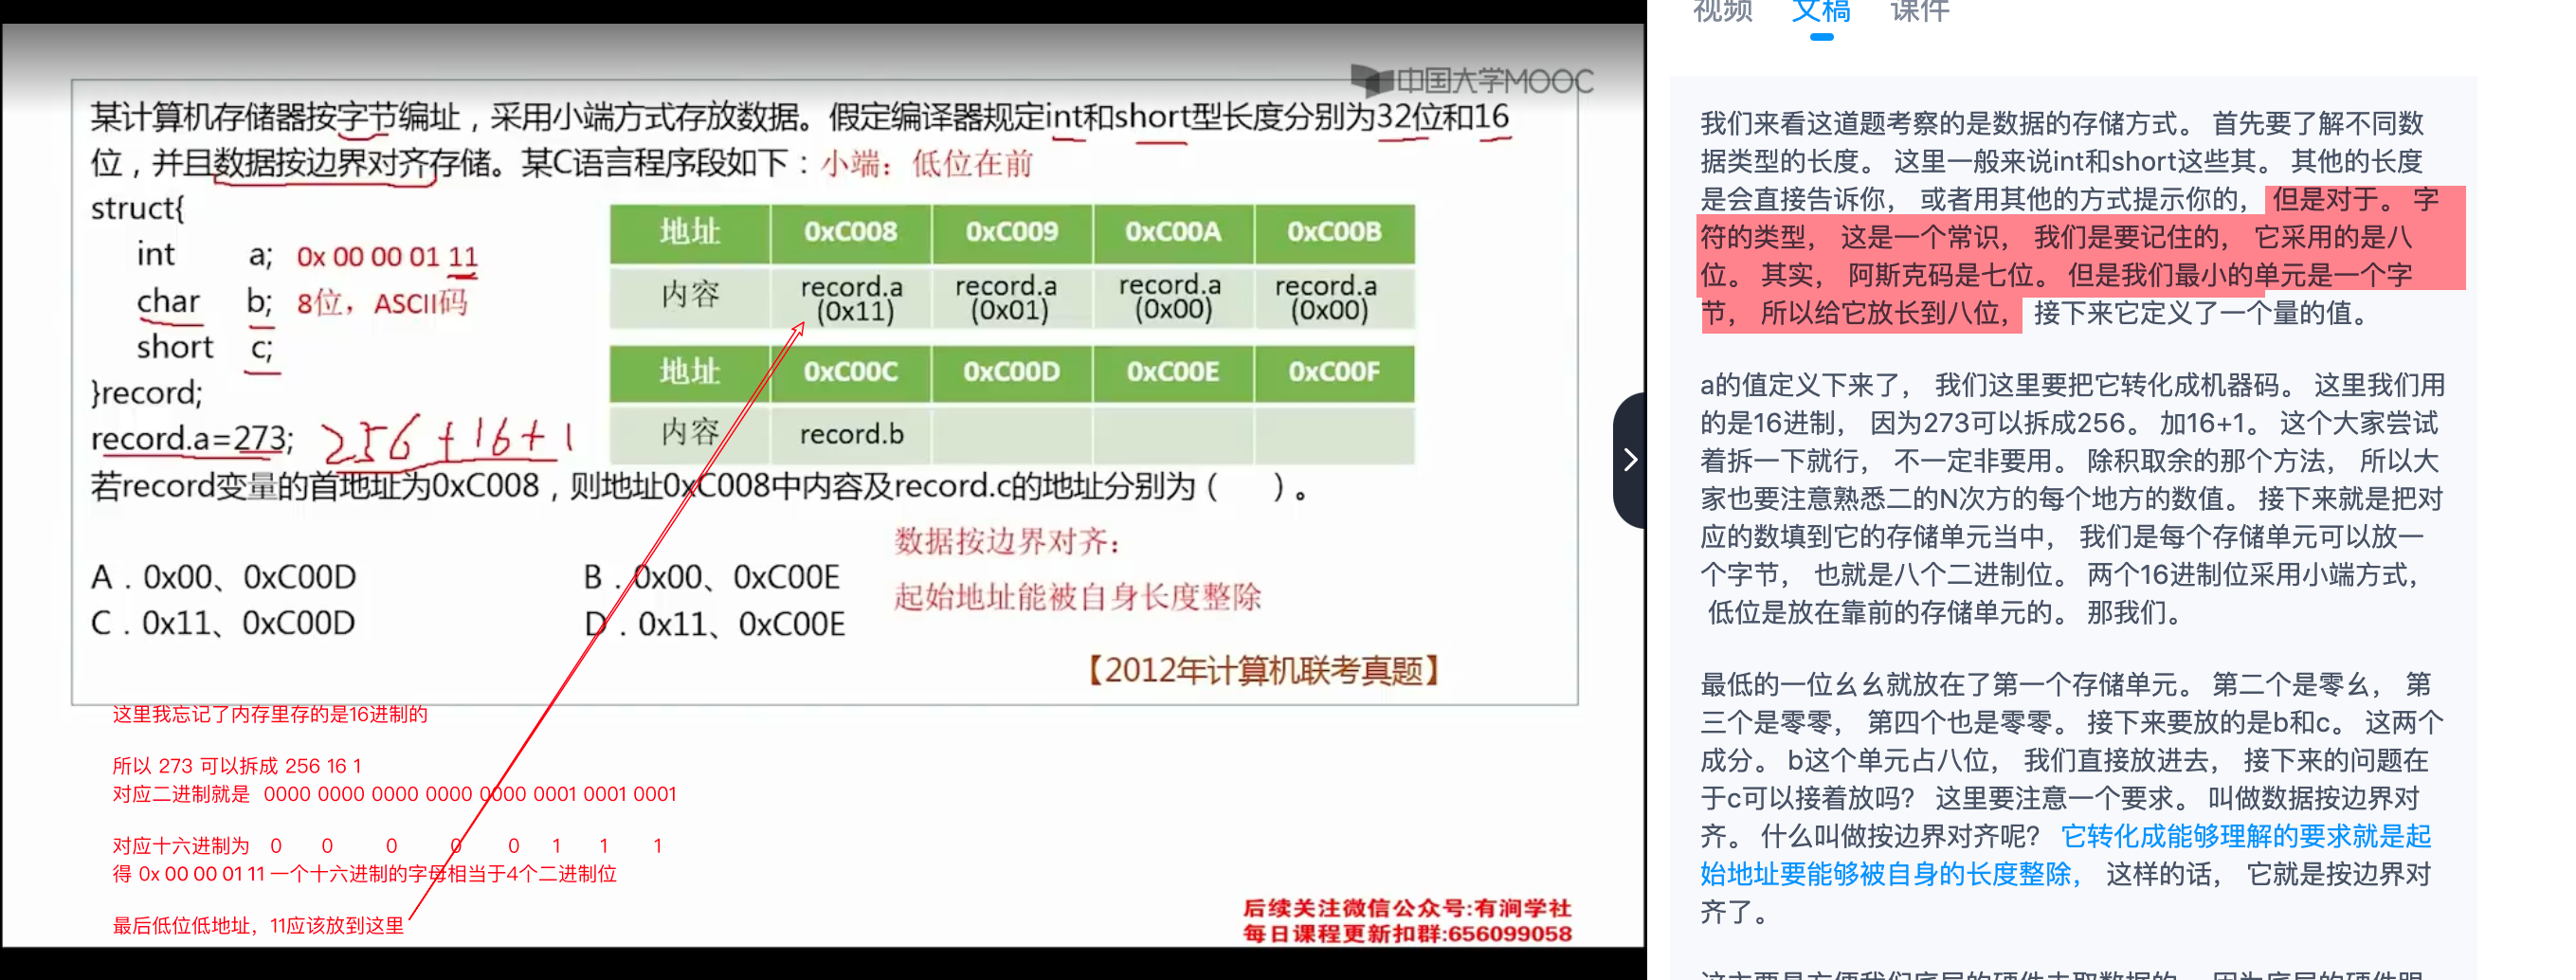 中国大学MOOC
某计算机存储器按字节编址，采用小端方式存放数据。假定编译器规定int和short型长度分别为32位和16
位，并且数据按边界对齐存储。某C语言程序段如下：小端：低位在前
struct{
int a; 0x 00 00 01 11
char b; 8位，ASCII码
short c;
}record;
record.a=273; 256+16+1
地址 0xC008 0xC009 0xC00A 0xC00B
内容 record.a (0x11) record.a (0x01) record.a (0x00) record.a (0x00)
地址 0xC00C 0xC00D 0xC00E 0xC00F
内容 record.b
若record变量的首地址为0xC008，则地址0xC008中内容及record.c的地址分别为（ ）。
数据按边界对齐：
起始地址能被自身长度整除
A．0x00、0xC00D B．0x00、0xC00E
C．0x11、0xC00D D．0x11、0xC00E
【2012年计算机联考真题】
这里我忘记了内存里存的是16进制的
所以 273 可以拆成 256 16 1
对应二进制就是 0000 0000 0000 0000 0000 0001 0001 0001
对应十六进制为 0 0 0 0 0 1 1 1
得 0x 00 00 01 11 一个十六进制的字母相当于4个二进制位
最后低位低地址，11应该放到这里
后续关注微信公众号:有涧学社
每日课程更新扣群:656099058
视频 文稿 课件
我们来看这道题考察的是数据的存储方式。 首先要了解不同数
据类型的长度。 这里一般来说int和short这些其。 其他的长度
是会直接告诉你， 或者用其他的方式提示你的， 但是对于。 字
符的类型， 这是一个常识， 我们是要记住的， 它采用的是八
位。 其实， 阿斯克码是七位。 但是我们最小的单元是一个字
节， 所以给它放长到八位， 接下来它定义了一个量的值。
a的值定义下来了， 我们这里要把它转化成机器码。 这里我们用
的是16进制， 因为273可以拆成256。 加16+1。 这个大家尝试
着拆一下就行， 不一定非要用。 除积取余的那个方法， 所以大
家也要注意熟悉二的N次方的每个地方的数值。 接下来就是把对
应的数填到它的存储单元当中， 我们是每个存储单元可以放一
个字节， 也就是八个二进制位。 两个16进制位采用小端方式，
低位是放在靠前的存储单元的。 那我们。
最低的一位幺幺就放在了第一个存储单元。 第二个是零幺， 第
三个是零零， 第四个也是零零。 接下来要放的是b和c。 这两个
成分。 b这个单元占八位， 我们直接放进去， 接下来的问题在
于c可以接着放吗？ 这里要注意一个要求。 叫做数据按边界对
齐。 什么叫做按边界对齐呢？ 它转化成能够理解的要求就是起
始地址要能够被自身的长度整除， 这样的话， 它就是按边界对
齐了。